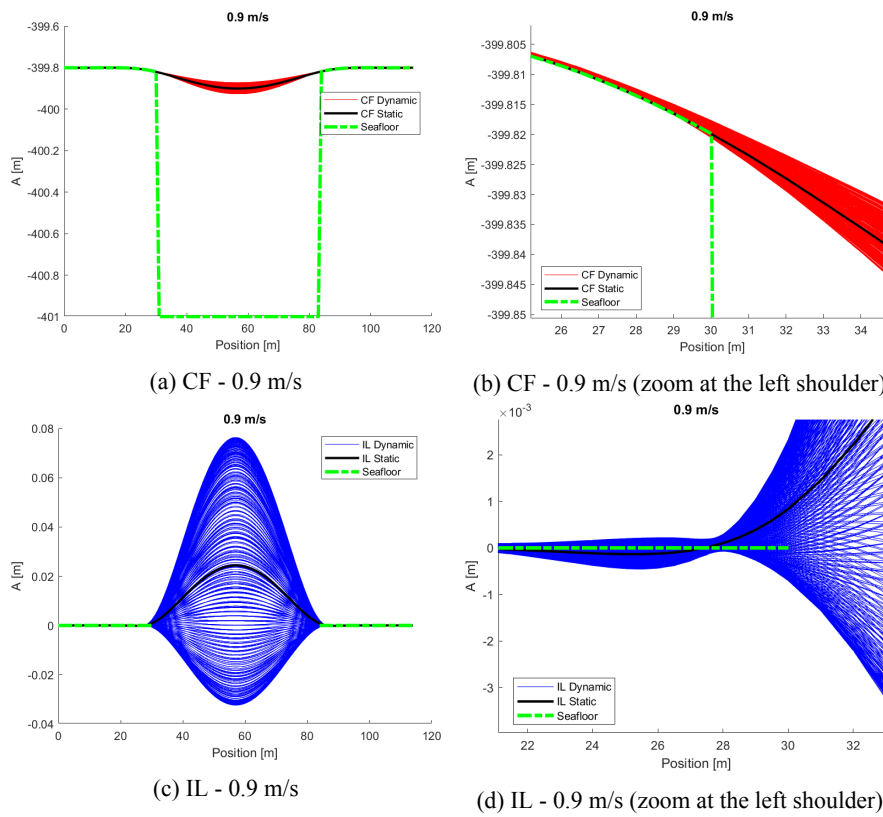 0.9 m/s
-399.6
-399.8
-400
-400.2
-400.4
-400.6
-400.8
-401
A [m]
CF Dynamic
CF Static
Seafloor
0 20 40 60 80 100 120
Position [m]
(a) CF - 0.9 m/s
0.9 m/s
-399.805
-399.81
-399.815
-399.82
-399.825
-399.83
-399.835
-399.84
-399.845
-399.85
A [m]
CF Dynamic
CF Static
Seafloor
26 27 28 29 30 31 32 33 34
Position [m]
(b) CF - 0.9 m/s (zoom at the left shoulder)
0.9 m/s
0.08
0.06
0.04
0.02
0
-0.02
-0.04
A [m]
IL Dynamic
IL Static
Seafloor
0 20 40 60 80 100 120
Position [m]
(c) IL - 0.9 m/s
0.9 m/s
×10⁻³
2
1
0
-1
-2
-3
A [m]
IL Dynamic
IL Static
Seafloor
22 24 26 28 30 32
Position [m]
(d) IL - 0.9 m/s (zoom at the left shoulder)